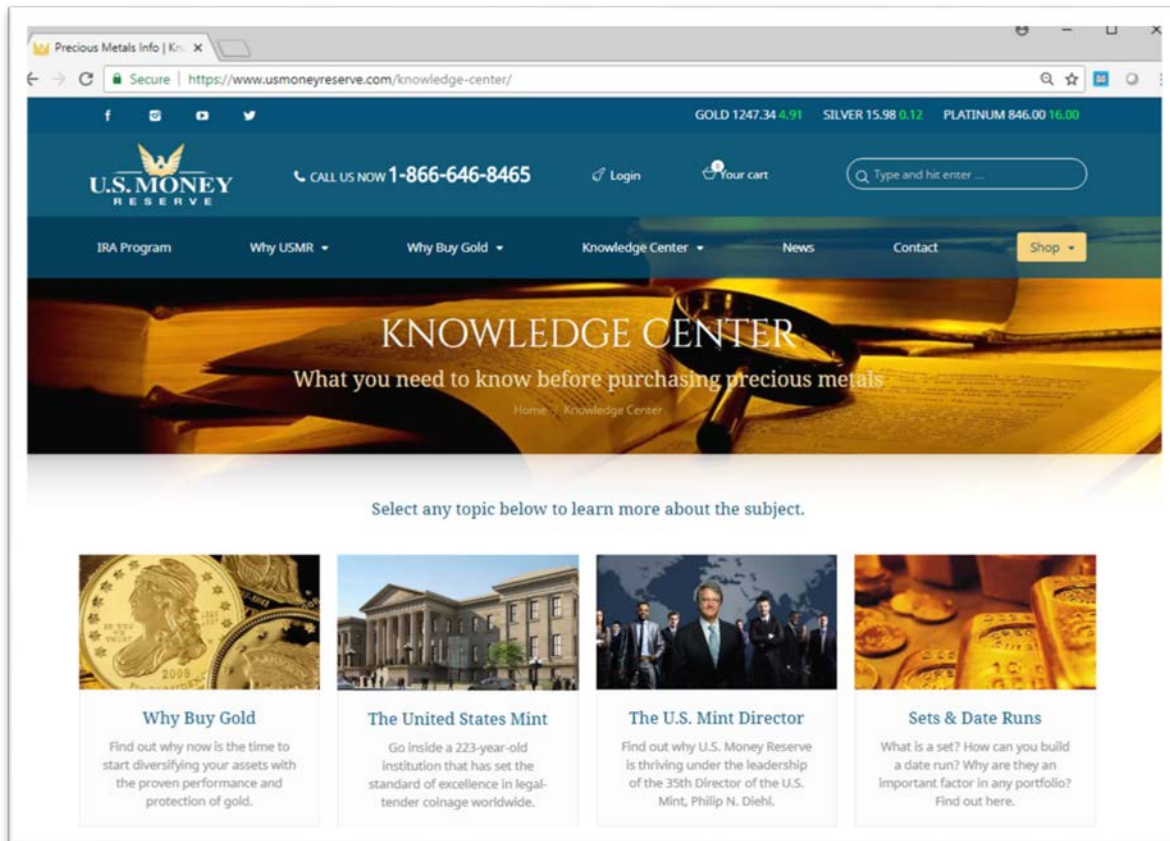 Precious Metals Info | Kn
Secure | https://www.usmoneyreserve.com/knowledge-center/
GOLD 1247.34 4.91 SILVER 15.98 0.12 PLATINUM 846.00 16.00
U.S. MONEY
RESERVE
CALL US NOW 1-866-646-8465
Login
0
Your cart
Type and hit enter ...
IRA Program
Why USMR
Why Buy Gold
Knowledge Center
News
Contact
Shop
KNOWLEDGE CENTER
What you need to know before purchasing precious metals
Home / Knowledge Center
Select any topic below to learn more about the subject.
2008
Why Buy Gold
Find out why now is the time to
start diversifying your assets with
the proven performance and
protection of gold.
The United States Mint
Go inside a 223-year-old
institution that has set the
standard of excellence in legal-
tender coinage worldwide.
The U.S. Mint Director
Find out why U.S. Money Reserve
is thriving under the leadership
of the 35th Director of the U.S.
Mint, Philip N. Diehl.
Sets & Date Runs
What is a set? How can you build
a date run? Why are they an
important factor in any portfolio?
Find out here.